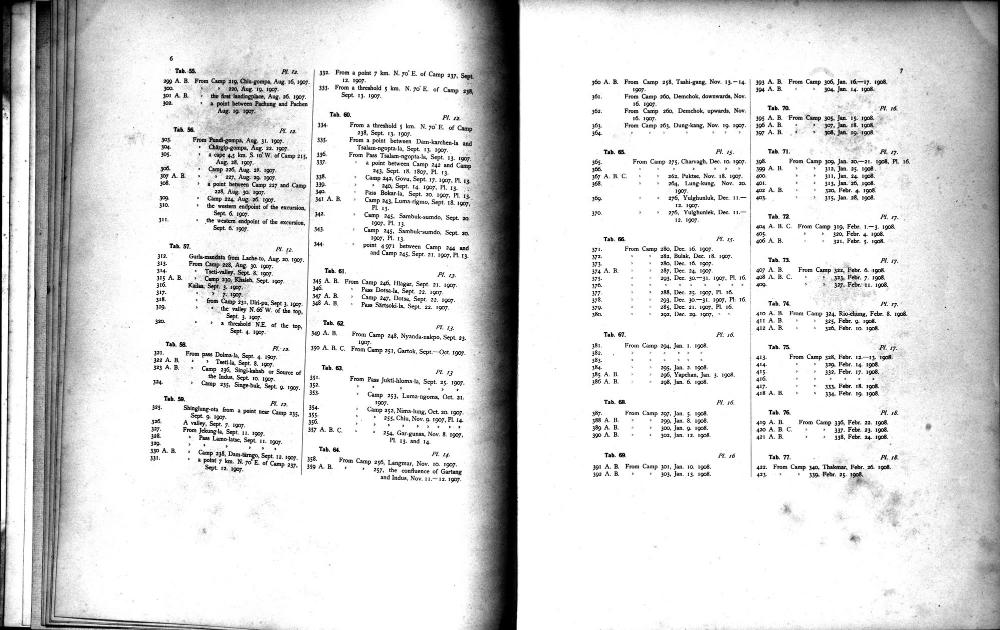 6
Tab. 55. Pl. 12.
299 A. B. From Camp 219, Chiu-gompa, Aug. 16, 1907.
300. » » 220, Aug. 19, 1907.
301 A. B. » the first landingplace, Aug. 26. 1907.
302. » a point between Pachung and Pachen
Aug. 19. 1907.
Tab. 56. Pl. 12.
303. From Pundi-gompa, Aug. 31. 1907.
304. » Chärgip-gompa, Aug. 22. 1907.
305. » a cape 4.5 km. S. 10° W. of Camp 215,
Aug. 28. 1907.
306. » Camp 226, Aug. 28. 1907.
307 A. B. » » 227, Aug. 29. 1907.
308. » a point between Camp 227 and Camp
228, Aug. 30. 1907.
309. » Camp 224, Aug. 26. 1907.
310. » the western endpoint of the excursion,
Sept. 6. 1907.
311. » the western endpoint of the excursion,
Sept. 6. 1907.
Tab. 57. Pl. 12.
312. Gurla-mandata from Lache-to, Aug. 20. 1907.
313. From Camp 228, Aug. 30. 1907.
314. » Tseti-valley, Sept. 8. 1907.
315 A. B. » Camp 230, Khaleb, Sept. 1907.
316. Kailas, Sept. 3. 1907.
317. » » 7. 1907.
318. » from Camp 231, Diri-pu, Sept 3. 1907.
319. » the valley N. 66° W. of the top,
Sept. 3. 1907.
320. » a threshold N.E. of the top,
Sept. 4. 1907.
Tab. 58. Pl. 12.
321. From pass Dolma-la, Sept. 4. 1907.
322 A. B. » » Tseti-la, Sept. 8. 1907.
323 A. B. » Camp 236, Singi-kabab or Source of
the Indus, Sept. 10. 1907.
324. » Camp 235, Singe-buk, Sept. 9. 1907.
Tab. 59. Pl. 12.
325. Shinglung-ota from a point near Camp 235,
Sept. 9. 1907.
326. A valley, Sept. 7. 1907.
327. From Jekung-la, Sept. 11. 1907.
328. » Pass Lamo-latse, Sept. 11. 1907.
329. » » » » » »
330 A. B. » Camp 238, Dam-tsrngo, Sept. 12. 1907.
331. » a point 7 km. N. 70° E. of Camp 237,
Sept. 12. 1907.
332. From a point 7 km. N. 70° E. of Camp 237, Sept.
12. 1907.
333. From a threshold 5 km. N. 70° E. of Camp 238,
Sept. 13. 1907.
Tab. 60. Pl. 12.
334. From a threshold 5 km. N. 70° E. of Camp
238, Sept. 13. 1907.
335. From a point between Dam-karchen-la and
Tsalam-ngopta-la, Sept. 13. 1907.
336. From Pass Tsalam-ngopta-la, Sept. 13. 1907.
337. » a point between Camp 242 and Camp
243, Sept. 18. 1807, Pl. 13.
338. » Camp 242, Govu, Sept. 17. 1907, Pl. 13.
339. » » 240, Sept. 14. 1907, Pl. 13.
340. » Pass Bokar-la, Sept. 20. 1907, Pl. 13.
341 A. B. » Camp 243, Luma-rigmo, Sept. 18. 1907,
Pl. 13.
342. » Camp 245, Sambuk-sumdo, Sept. 20.
1907, Pl. 13.
343. » Camp 245, Sambuk-sumdo, Sept. 20.
1907, Pl. 13.
344. » point 4971 between Camp 244 and
and Camp 245, Sept. 21. 1907, Pl. 13.
Tab. 61. Pl. 13.
345 A. B. From Camp 246, Hlagar, Sept. 21. 1907.
346. » Pass Dotsa-la, Sept. 22. 1907.
347 A. B. » Camp 247, Dotsa, Sept. 22. 1907.
348 A. B. » Pass Särtsoki-la, Sept. 22. 1907.
Tab. 62. Pl. 13.
349 A. B. From Camp 248, Nyanda-nakpo, Sept. 23.
1907.
350 A. B. C. From Camp 251, Gartok, Sept.—Oct. 1907.
Tab. 63. Pl. 13
351. From Pass Jukti-hloma-la, Sept. 25. 1907.
352. » » » » »
353. » Camp 253, Luma-ngoma, Oct. 21.
1907.
354. » Camp 252, Nima-lung, Oct. 20. 1907.
355. » » 255, Chiu, Nov. 9. 1907, Pl. 14.
356. » » » » » » »
357 A. B. C. » » 254, Gar-gunsa, Nov. 8. 1907,
Pl. 13. and 14.
Tab. 64. Pl. 14.
358. From Camp 256, Langmar, Nov. 10. 1907.
359 A. B. » » 257, the confluence of Gartang
and Indus, Nov. 11.—12. 1907.
7
360 A. B. From Camp 258, Tashi-gang, Nov. 13.—14.
1907.
361. From Camp 260, Demchok, downwards, Nov.
16. 1907.
362. From Camp 260, Demchok, upwards, Nov.
16. 1907.
363. From Camp 263, Dung-kang, Nov. 19. 1907.
364. » » » » » »
Tab. 65. Pl. 15.
365. From Camp 275, Charvagh, Dec. 10. 1907.
366. » » » » » »
367 A. B. C. » » 262, Puktse, Nov. 18. 1907.
368. » » 264, Lung-kung, Nov. 20.
1907.
369. » » 276, Yulghunluk, Dec. 11.—
12. 1907.
370. » » 276, Yulghunluk, Dec. 11.—
12. 1907.
Tab. 66. Pl. 15.
371. From Camp 280, Dec. 16. 1907.
372. » » 282, Bulak, Dec. 18. 1907.
373. » » 280, Dec. 16. 1907.
374 A. B. » » 287, Dec. 24. 1907.
375. » » 293, Dec. 30.—31. 1907, Pl. 16.
376. » » » » » » »
377. » » 288, Dec. 25. 1907, Pl. 16.
378. » » 293, Dec. 30.—31. 1907, Pl. 16.
379. » » 285, Dec. 21. 1907, Pl. 16.
380. » » 292, Dec. 29. 1907, » »
Tab. 67. Pl. 16.
381. From Camp 294, Jan. 1. 1908.
382. » » » » » »
383. » » » » » »
384. » » 295, Jan. 2. 1908.
385 A. B. » » 296, Yapchan, Jan. 3. 1908.
386 A. B. » » 298, Jan. 6. 1908.
Tab. 68. Pl. 16.
387. From Camp 297, Jan. 5. 1908.
388 A. B. » » 299, Jan. 8. 1908.
389 A. B. » » 300, Jan. 9. 1908.
390 A. B. » » 302, Jan. 12. 1908.
Tab. 69. Pl. 16
391 A. B. From Camp 301, Jan. 10. 1908.
392 A. B. » » 303, Jan. 13. 1908.
393 A. B. From Camp 306, Jan. 16.—17. 1908.
394 A. B. » » 304, Jan. 14. 1908.
Tab. 70. Pl. 16.
395 A. B. From Camp 305, Jan. 15. 1908.
396 A. B. » » 307, Jan. 18. 1908.
397 A. B. » » 308, Jan. 19. 1908.
Tab. 71. Pl. 17.
398. From Camp 309, Jan. 20.—21. 1908, Pl. 16.
399 A. B. » » 312, Jan. 25. 1908.
400. » » 311, Jan. 24. 1908.
401. » » 313, Jan. 26. 1908.
402 A. B. » » 320, Febr. 4. 1908.
403. » » 315, Jan. 28. 1908.
Tab. 72. Pl. 17.
404 A. B. C. From Camp 319, Febr. 1.—3. 1908.
405. » » 320, Febr. 4. 1908.
406 A. B. » » 321, Febr. 5. 1908.
Tab. 73. Pl. 17.
407 A. B. From Camp 322, Febr. 6. 1908.
408 A. B. C. » » 323, Febr. 7. 1908.
409. » » 327, Febr. 11. 1908.
Tab. 74. Pl. 17.
410 A. B. From Camp 324, Rio-chung, Febr. 8. 1908.
411 A. B. » » 325, Febr. 9. 1908.
412 A. B. » » 326, Febr. 10. 1908.
Tab. 75. Pl. 17.
413. From Camp 328, Febr. 12.—13. 1908.
414. » » 329, Febr. 14. 1908.
415. » » 332, Febr. 17. 1908.
416. » » » » » »
417. » » 333, Febr. 18. 1908.
418 A. B. » » 334, Febr. 19. 1908.
Tab. 76. Pl. 18.
419 A. B. From Camp 336, Febr. 21. 1908.
420 A. B. C. » » 337, Febr. 23. 1908.
421 A. B. » » 338, Febr. 24. 1908.
Tab. 77. Pl. 18.
422. From Camp 340, Thakmar, Febr. 26. 1908.
423. » » 339, Febr. 25. 1908.